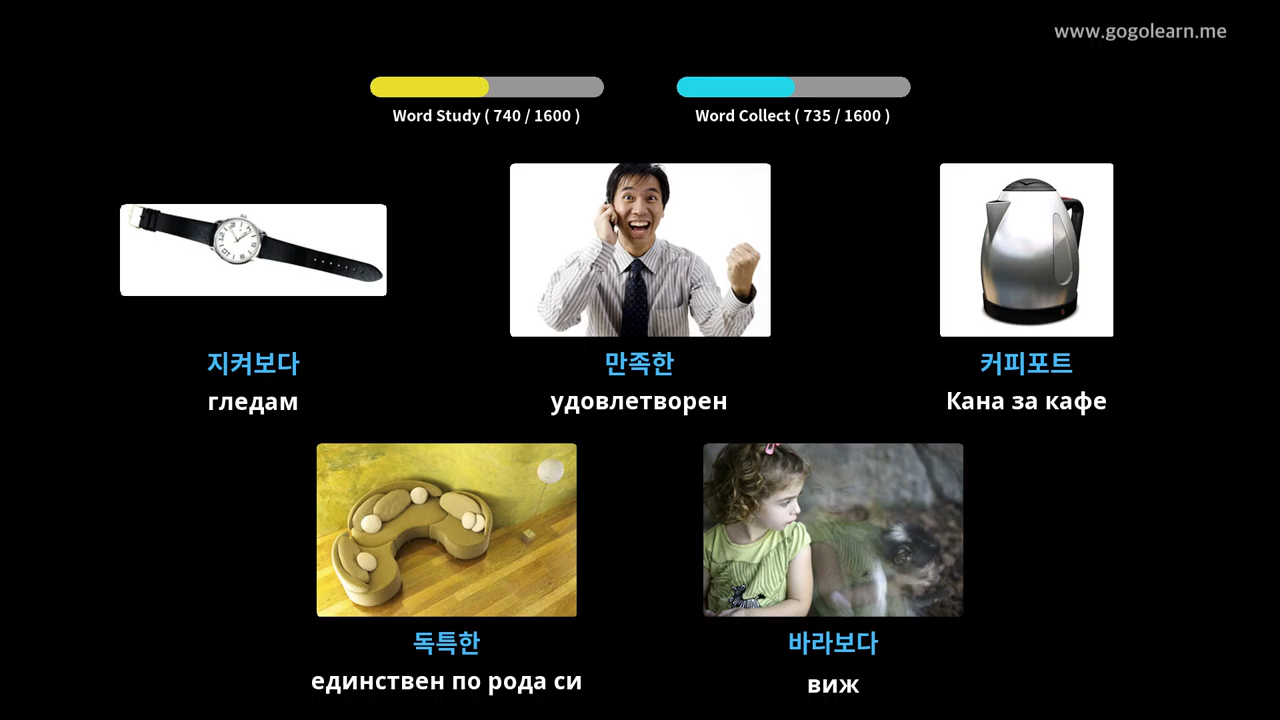 www.gogolearn.me
Word Study ( 740 / 1600 )
Word Collect ( 735 / 1600 )
지켜보다
гледам
만족한
удовлетворен
커피포트
Кана за кафе
독특한
единствен по рода си
바라보다
виж